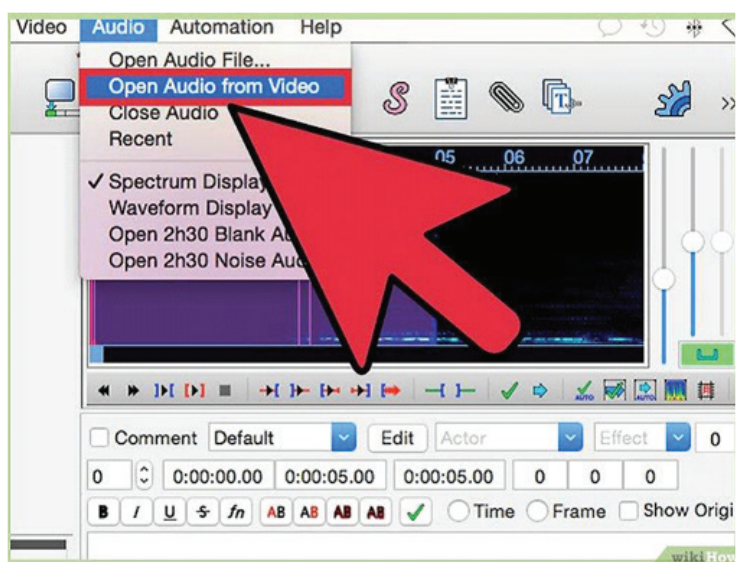 Video Audio Automation Help
Open Audio File...
Open Audio from Video
Close Audio
Recent
05 06 07
✓ Spectrum Display
Waveform Display
Open 2h30 Blank
Open 2h30 Noise
Comment Default Edit Actor Effect 0
0 0:00:00.00 0:00:05.00 0:00:05.00 0 0 0
B I U S fn AB AB AB AB Time Frame Show Origi
wikiHow